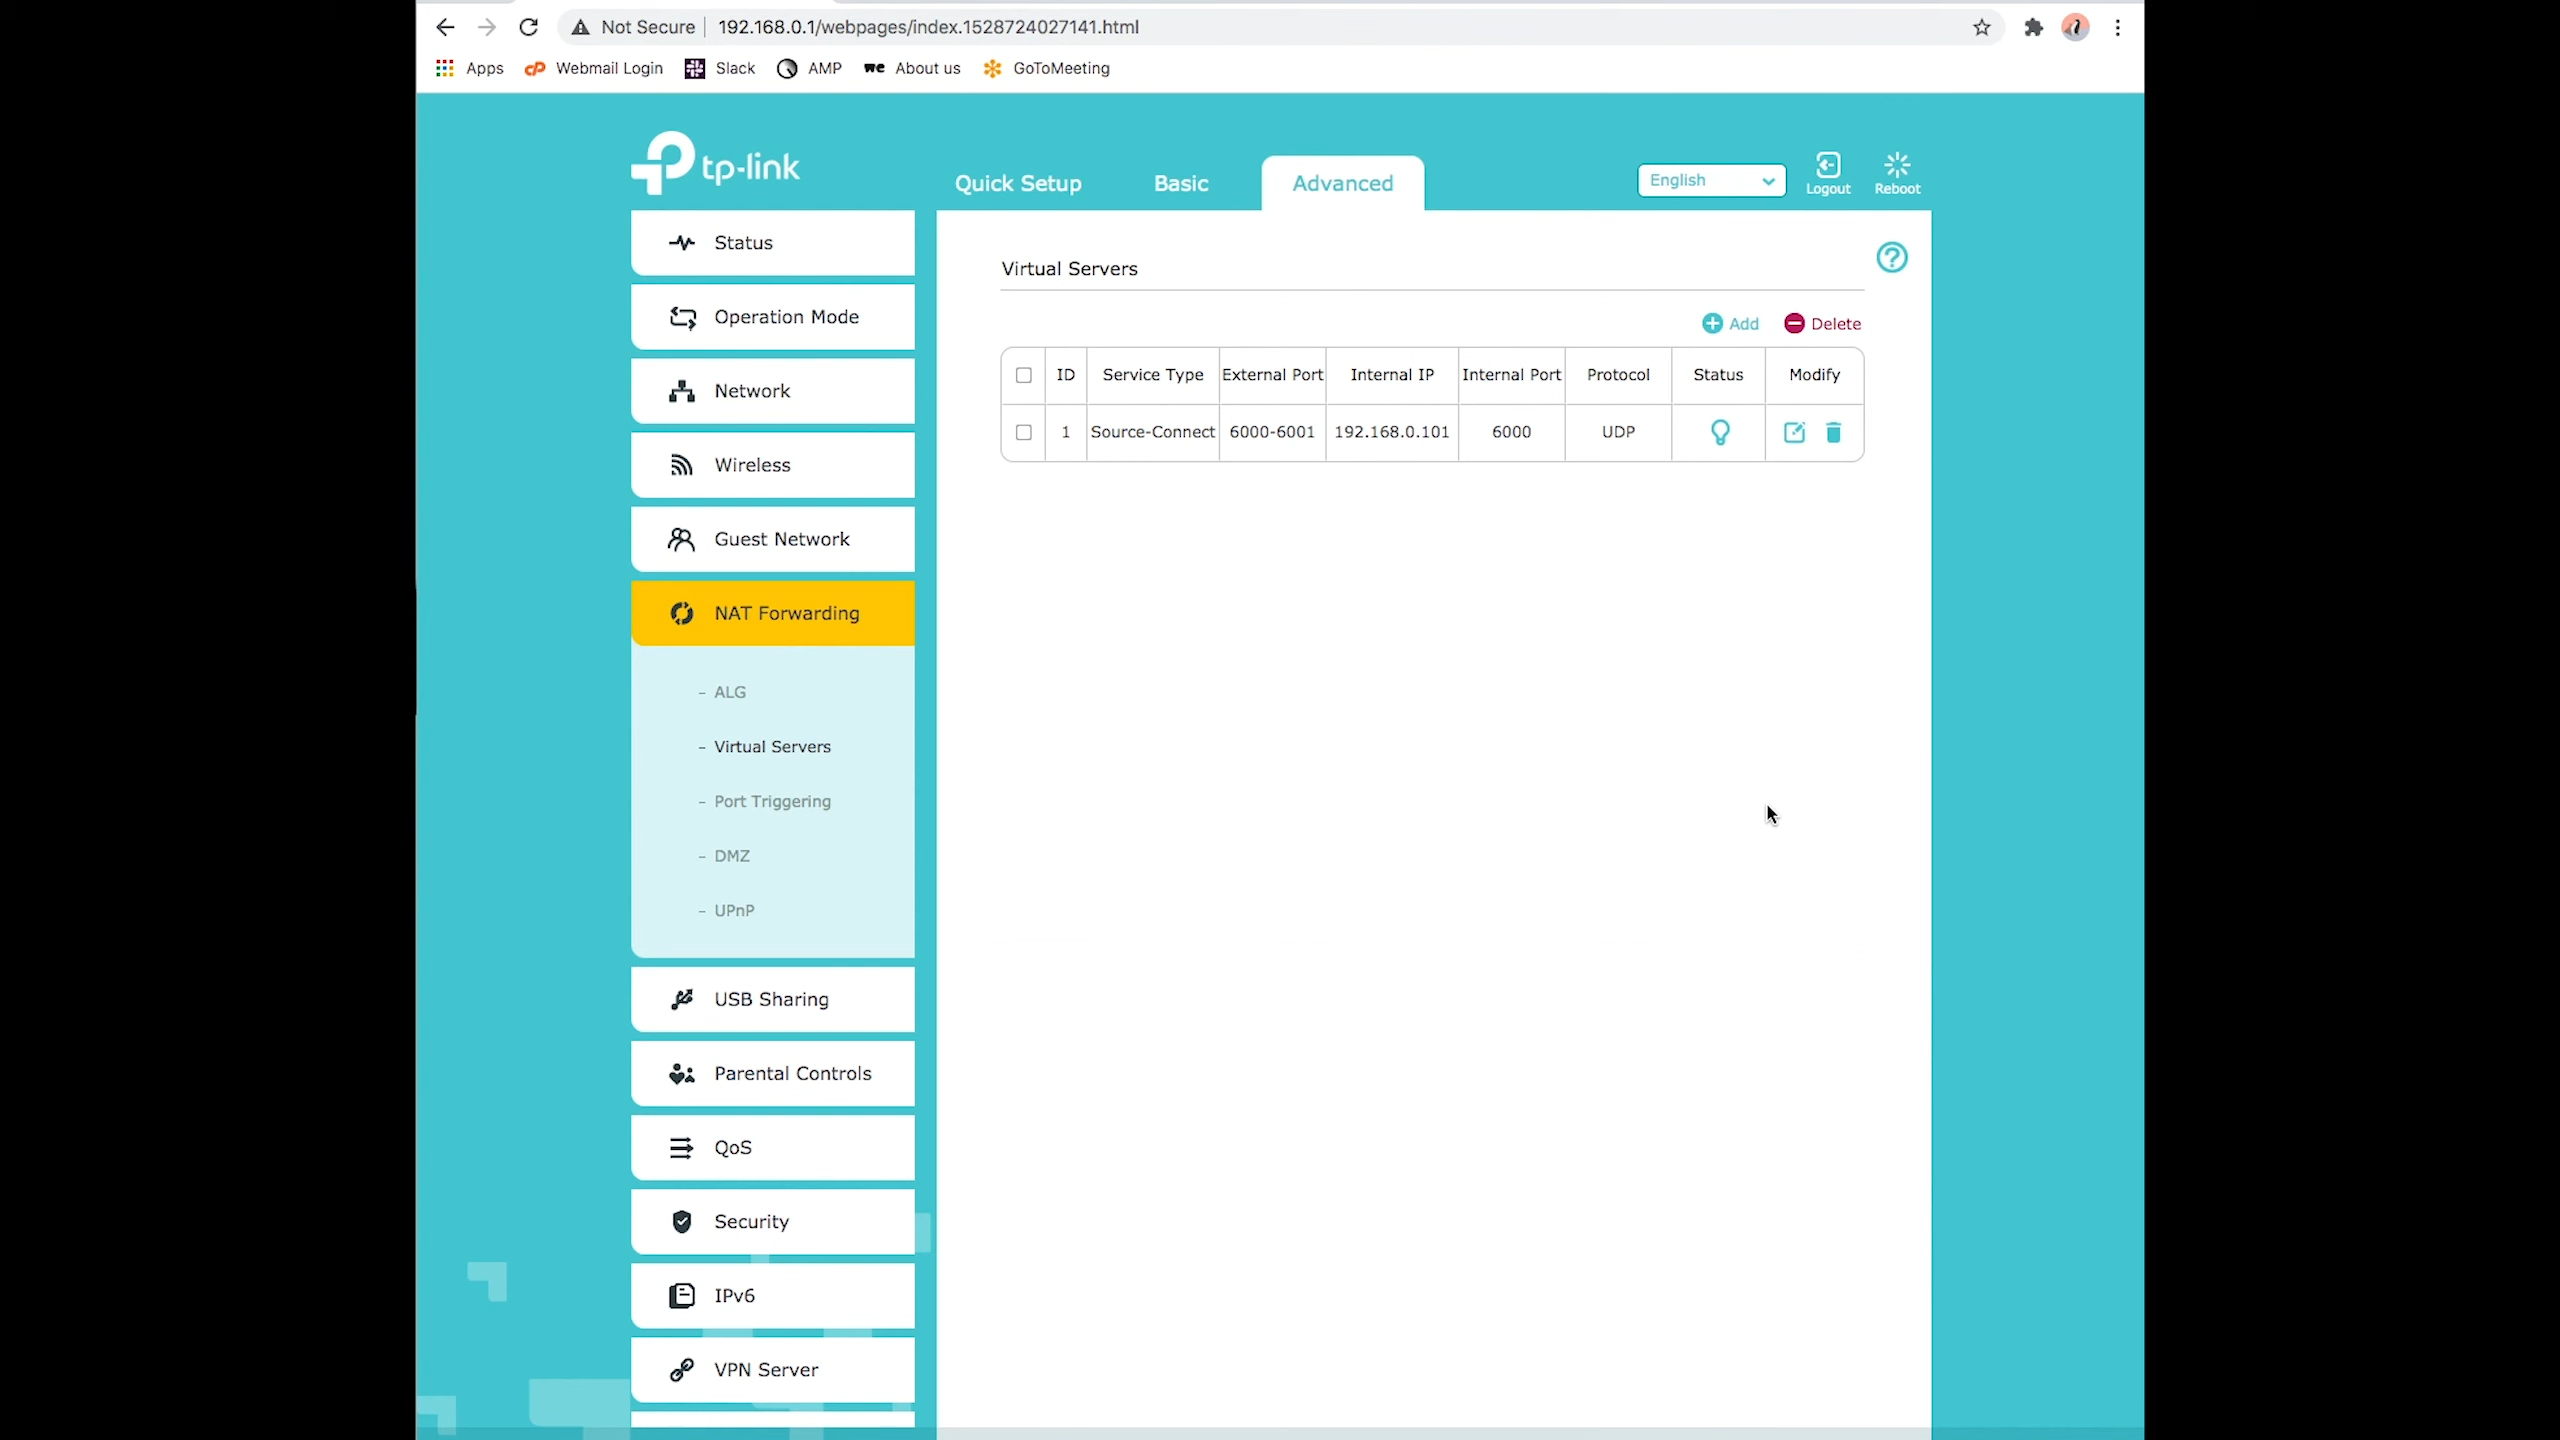 Not Secure 192.168.0.1/webpages/index.1528724027141.html
Apps Webmail Login Slack AMP we About us GoToMeeting
tp-link
Quick Setup Basic Advanced English Logout Reboot
Status
Operation Mode
Network
Wireless
Guest Network
NAT Forwarding
- ALG
- Virtual Servers
- Port Triggering
- DMZ
- UPnP
USB Sharing
Parental Controls
QoS
Security
IPv6
VPN Server
Virtual Servers
Add Delete
ID Service Type External Port Internal IP Internal Port Protocol Status Modify
1 Source-Connect 6000-6001 192.168.0.101 6000 UDP